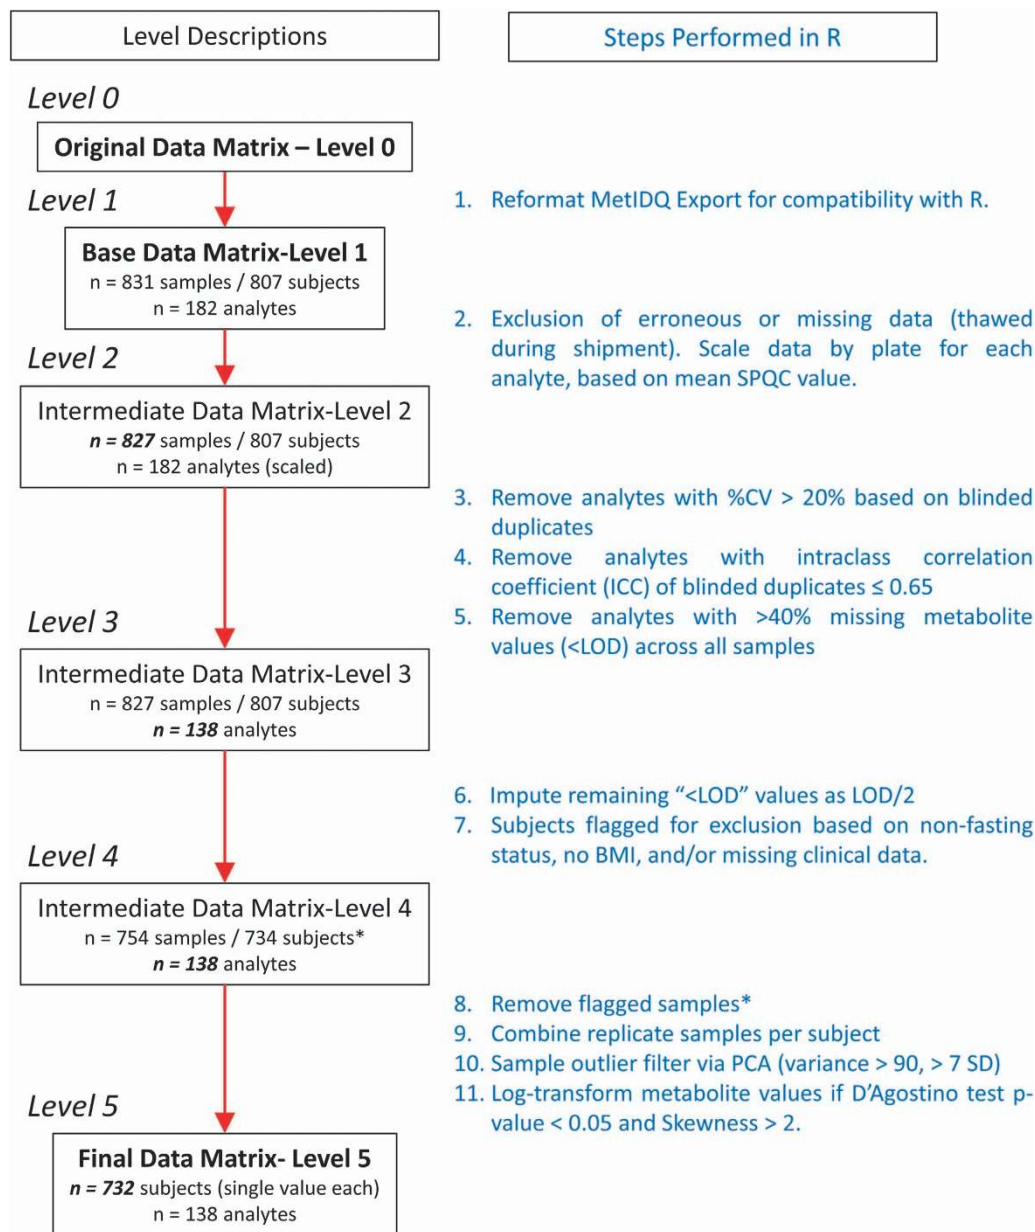 Level Descriptions
Steps Performed in R
Level 0
Original Data Matrix – Level 0
Level 1
1. Reformat MetIDQ Export for compatibility with R.
Base Data Matrix-Level 1
n = 831 samples / 807 subjects
n = 182 analytes
2. Exclusion of erroneous or missing data (thawed
during shipment). Scale data by plate for each
analyte, based on mean SPQC value.
Level 2
Intermediate Data Matrix-Level 2
n = 827 samples / 807 subjects
n = 182 analytes (scaled)
3. Remove analytes with %CV > 20% based on blinded
duplicates
4. Remove analytes with intraclass correlation
coefficient (ICC) of blinded duplicates ≤ 0.65
5. Remove analytes with >40% missing metabolite
values (<LOD) across all samples
Level 3
Intermediate Data Matrix-Level 3
n = 827 samples / 807 subjects
n = 138 analytes
6. Impute remaining “<LOD” values as LOD/2
7. Subjects flagged for exclusion based on non-fasting
status, no BMI, and/or missing clinical data.
Level 4
Intermediate Data Matrix-Level 4
n = 754 samples / 734 subjects*
n = 138 analytes
8. Remove flagged samples*
9. Combine replicate samples per subject
10. Sample outlier filter via PCA (variance > 90, > 7 SD)
11. Log-transform metabolite values if D’Agostino test p-
value < 0.05 and Skewness > 2.
Level 5
Final Data Matrix- Level 5
n = 732 subjects (single value each)
n = 138 analytes